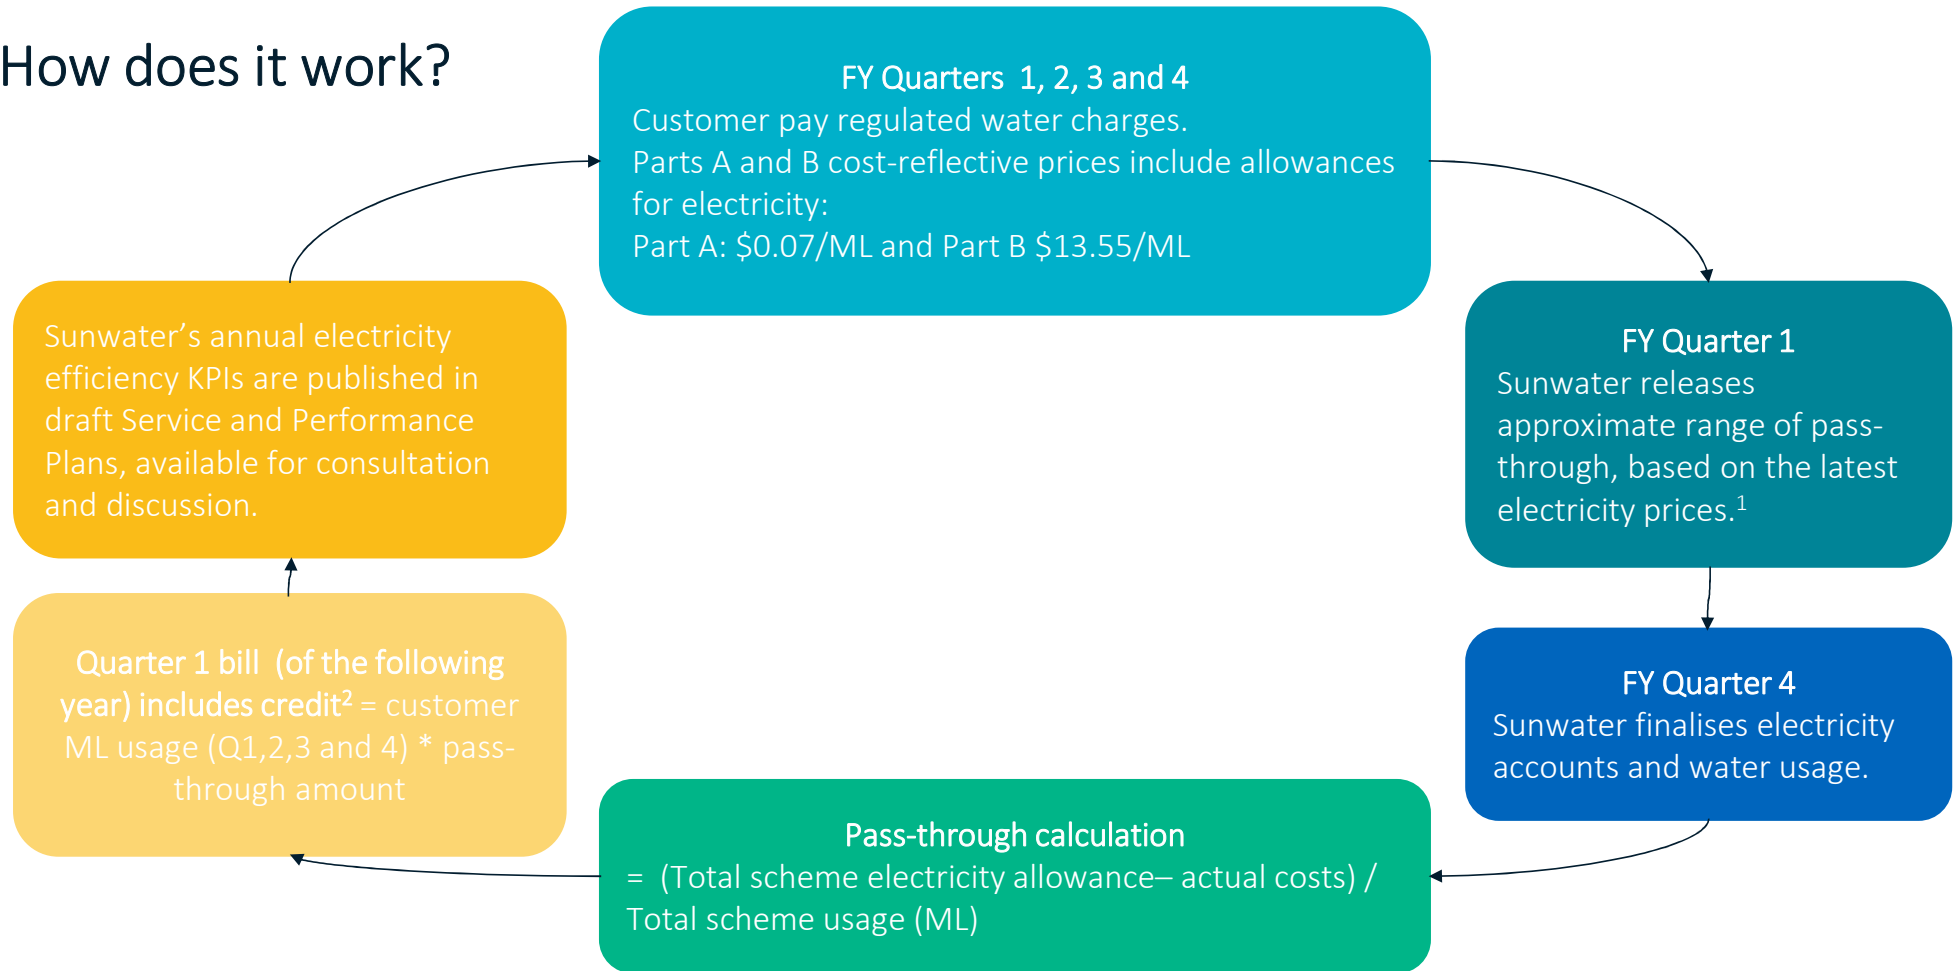 How does it work?
FY Quarters 1, 2, 3 and 4
Customer pay regulated water charges.
Parts A and B cost-reflective prices include allowances
for electricity:
Part A: $0.07/ML and Part B $13.55/ML
FY Quarter 1
Sunwater releases
approximate range of pass-
through, based on the latest
electricity prices.¹
FY Quarter 4
Sunwater finalises electricity
accounts and water usage.
Pass-through calculation
= (Total scheme electricity allowance– actual costs) /
Total scheme usage (ML)
Quarter 1 bill (of the following
year) includes credit² = customer
ML usage (Q1,2,3 and 4) * pass-
through amount
Sunwater’s annual electricity
efficiency KPIs are published in
draft Service and Performance
Plans, available for consultation
and discussion.